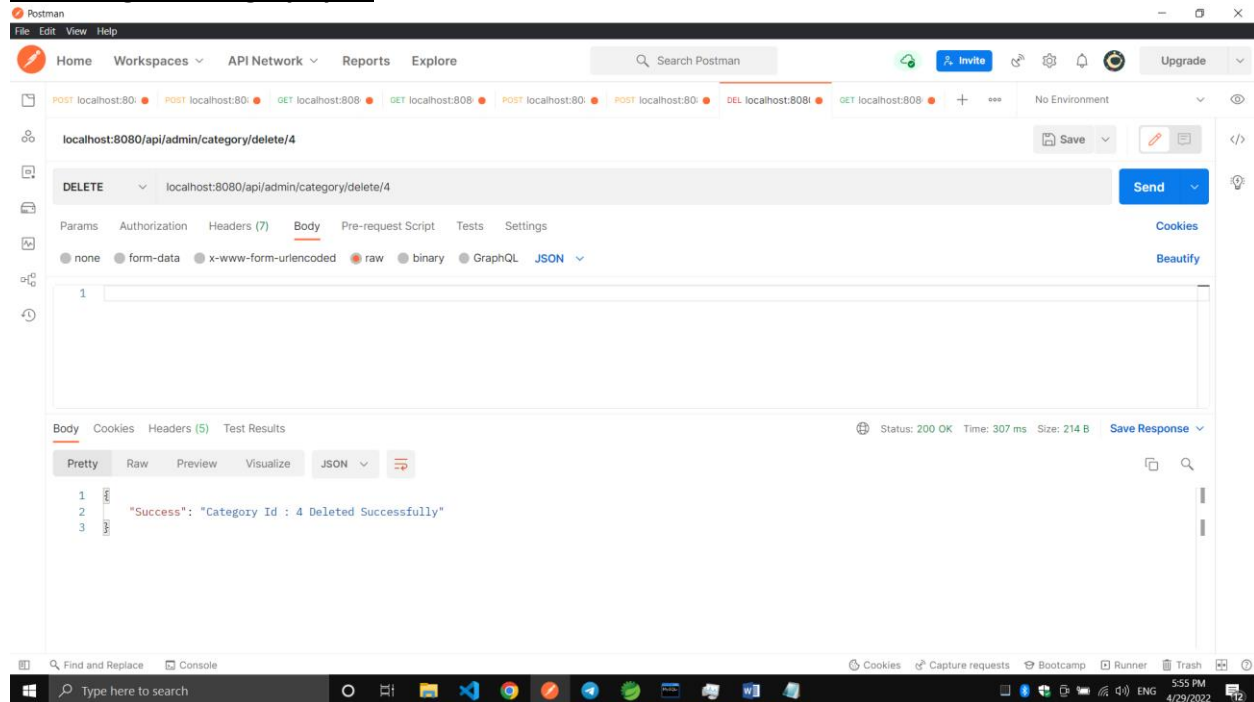 Postman
File Edit View Help
Home Workspaces API Network Reports Explore Search Postman Invite Upgrade
POST localhost:80 POST localhost:80 GET localhost:808 GET localhost:808 POST localhost:80 POST localhost:80 DEL localhost:808 GET localhost:808 + No Environment
localhost:8080/api/admin/category/delete/4 Save
DELETE localhost:8080/api/admin/category/delete/4 Send
Params Authorization Headers (7) Body Pre-request Script Tests Settings Cookies
none form-data x-www-form-urlencoded raw binary GraphQL JSON Beautify
1
Body Cookies Headers (5) Test Results Status: 200 OK Time: 307 ms Size: 214 B Save Response
Pretty Raw Preview Visualize JSON
1 {
2 "Success": "Category Id : 4 Deleted Successfully"
3 }
Find and Replace Console Cookies Capture requests Bootcamp Runner Trash
Type here to search ENG 5:55 PM
4/29/2022 12